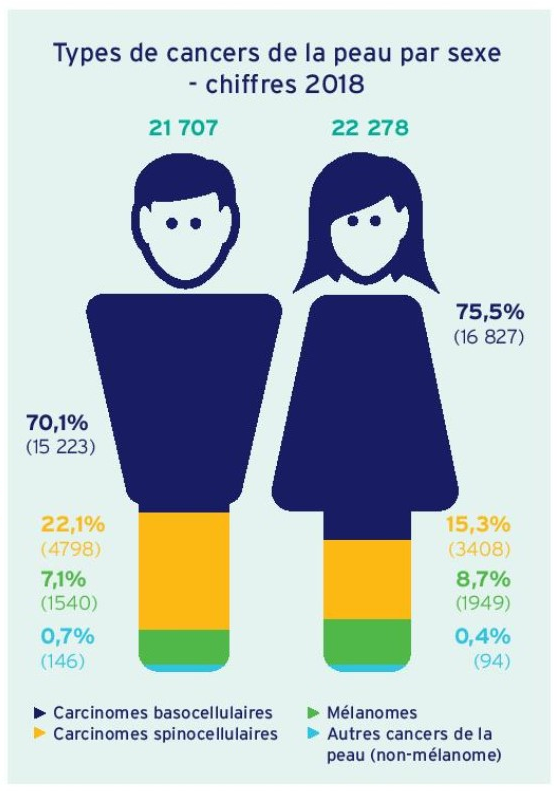 Types de cancers de la peau par sexe
- chiffres 2018
21 707
22 278
75,5%
(16 827)
70,1%
(15 223)
22,1%
(4798)
7,1%
(1540)
0,7%
(146)
15,3%
(3408)
8,7%
(1949)
0,4%
(94)
Carcinomes basocellulaires
Carcinomes spinocellulaires
Mélanomes
Autres cancers de la
peau (non-mélanome)